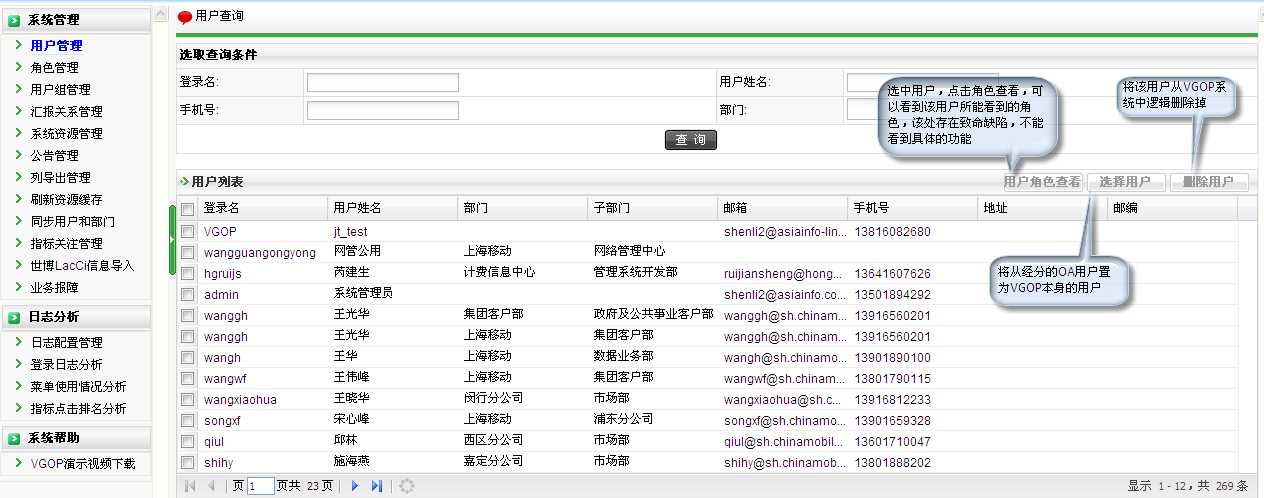 系统管理
用户管理
角色管理
用户组管理
汇报关系管理
系统资源管理
公告管理
列导出管理
刷新资源缓存
同步用户和部门
指标关注管理
世博LacCi信息导入
业务报障
日志分析
日志配置管理
登录日志分析
菜单使用情况分析
指标点击排名分析
系统帮助
VGOP演示视频下载
用户查询
选取查询条件
登录名: 用户姓名:
手机号: 部门:
查 询
选中用户，点击角色查看，可
以看到该用户所能看到的角
色，该处存在致命缺陷，不能
看到具体的功能
将该用户从VGOP系
统中逻辑删除掉
用户列表 用户角色查看 选择用户 删除用户
登录名 用户姓名 部门 子部门 邮箱 手机号 地址 邮编
VGOP jt_test shenli2@asiainfo-lin... 13816082680
wangguangongyong 网管公用 上海移动 网络管理中心
hgruijs 芮建生 计费信息中心 管理系统开发部 ruijiansheng@hong... 13641607626
admin 系统管理员 shenli2@asiainfo.co... 13501894292
wanggh 王光华 集团客户部 政府及公共事业客户部 wanggh@sh.chinam... 13916560201
wanggh 王光华 上海移动 集团客户部 wanggh@sh.chinam... 13916560201
wangh 王华 上海移动 数据业务部 wangh@sh.chinamo... 13901890100
wangwf 王伟峰 上海移动 集团客户部 wangwf@sh.chinam... 13801790115
wangxiaohua 王晓华 闵行分公司 市场部 wangxiaohua@sh.c... 13916812233
songxf 宋心峰 上海移动 浦东分公司 songxf@sh.chinam... 13901659328
qiul 邱林 西区分公司 市场部 qiul@sh.chinamobil... 13601710047
shihy 施海燕 嘉定分公司 市场部 shihy@sh.chinamob... 13801888202
将从经分的OA用户置
为VGOP本身的用户
页 1 页共 23 页 显示 1 - 12，共 269 条